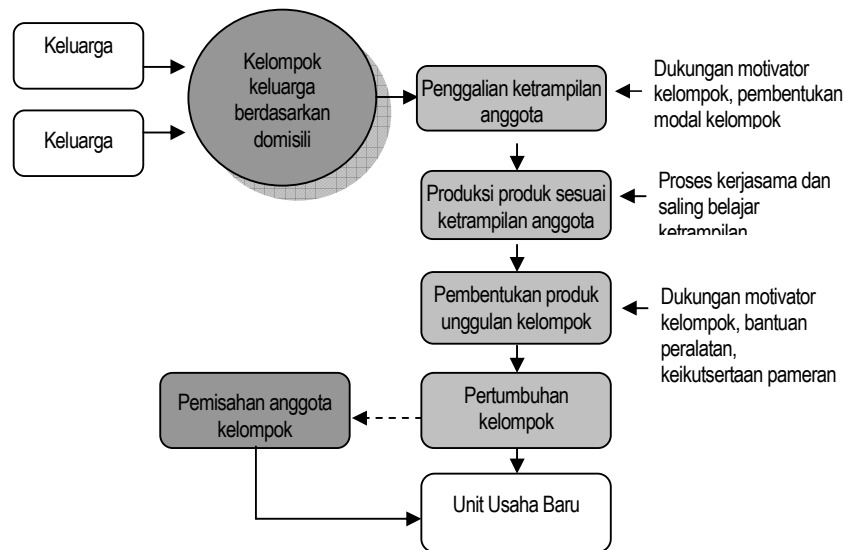 Keluarga
Keluarga
Kelompok
keluarga
berdasarkan
domisili
Penggalian ketrampilan
anggota
Dukungan motivator
kelompok, pembentukan
modal kelompok
Produksi produk sesuai
ketrampilan anggota
Proses kerjasama dan
saling belajar
ketrampilan
Pembentukan produk
unggulan kelompok
Dukungan motivator
kelompok, bantuan
peralatan,
keikutsertaan pameran
Pemisahan anggota
kelompok
Pertumbuhan
kelompok
Unit Usaha Baru